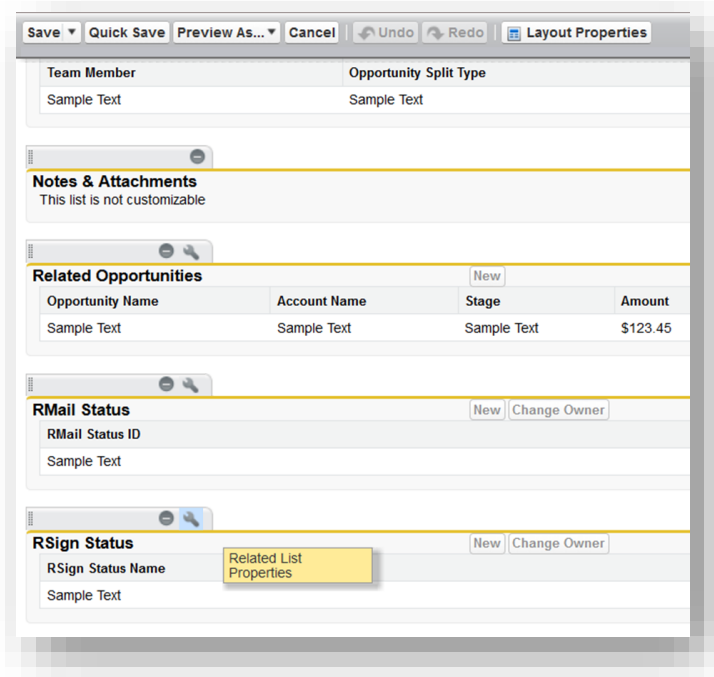 Save Quick Save Preview As... Cancel Undo Redo Layout Properties
Team Member Opportunity Split Type
Sample Text Sample Text
Notes & Attachments
This list is not customizable
Related Opportunities New
Opportunity Name Account Name Stage Amount
Sample Text Sample Text Sample Text $123.45
RMail Status New Change Owner
RMail Status ID
Sample Text
RSign Status New Change Owner
Related List
RSign Status Name
Properties
Sample Text